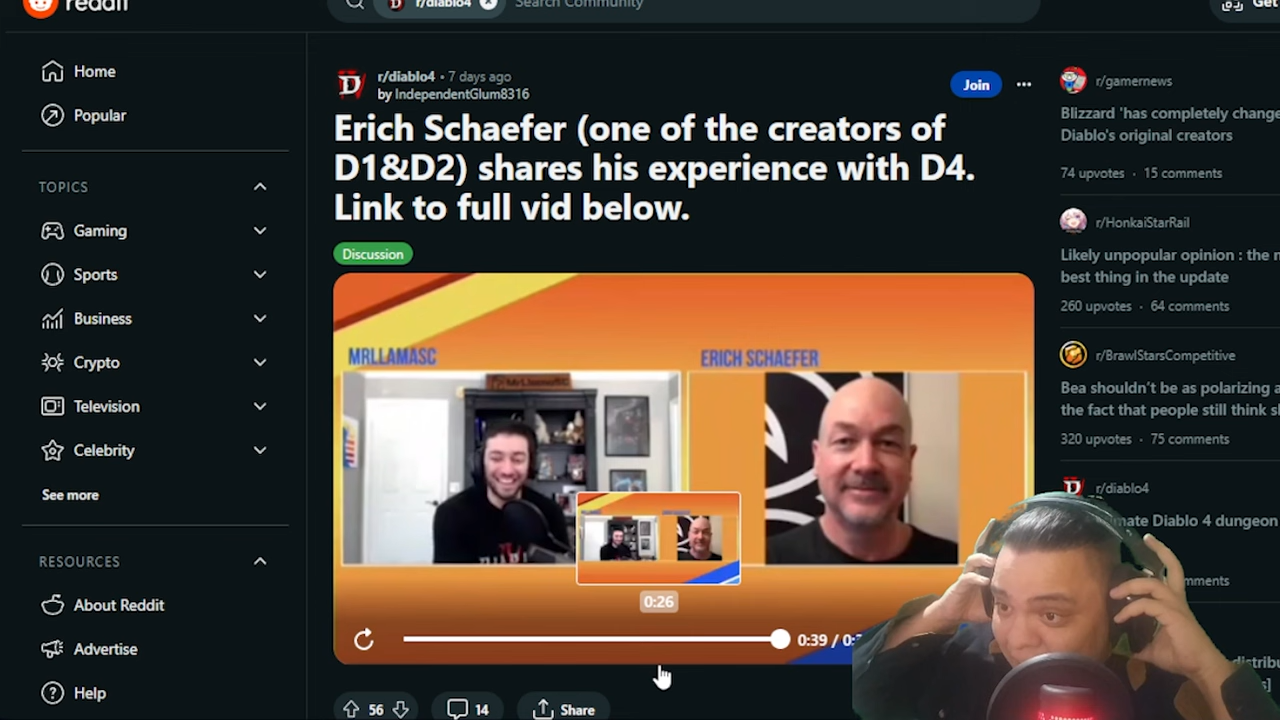 reddit
r/diablo4
Search Community
Get
Home
Popular
TOPICS
Gaming
Sports
Business
Crypto
Television
Celebrity
See more
RESOURCES
About Reddit
Advertise
Help
r/diablo4 • 7 days ago
by IndependentGlum8316
Join
Erich Schaefer (one of the creators of
D1&D2) shares his experience with D4.
Link to full vid below.
Discussion
MRLLAMASC
ERICH SCHAEFER
0:26
0:39 / 0:
56
14
Share
r/gamernews
Blizzard 'has completely change
Diablo's original creators
74 upvotes · 15 comments
r/HonkaiStarRail
Likely unpopular opinion : the m
best thing in the update
260 upvotes · 64 comments
r/BrawlStarsCompetitive
Bea shouldn't be as polarizing a
the fact that people still think s
320 upvotes · 75 comments
r/diablo4
imate Diablo 4 dungeon
mments
distribu
s]